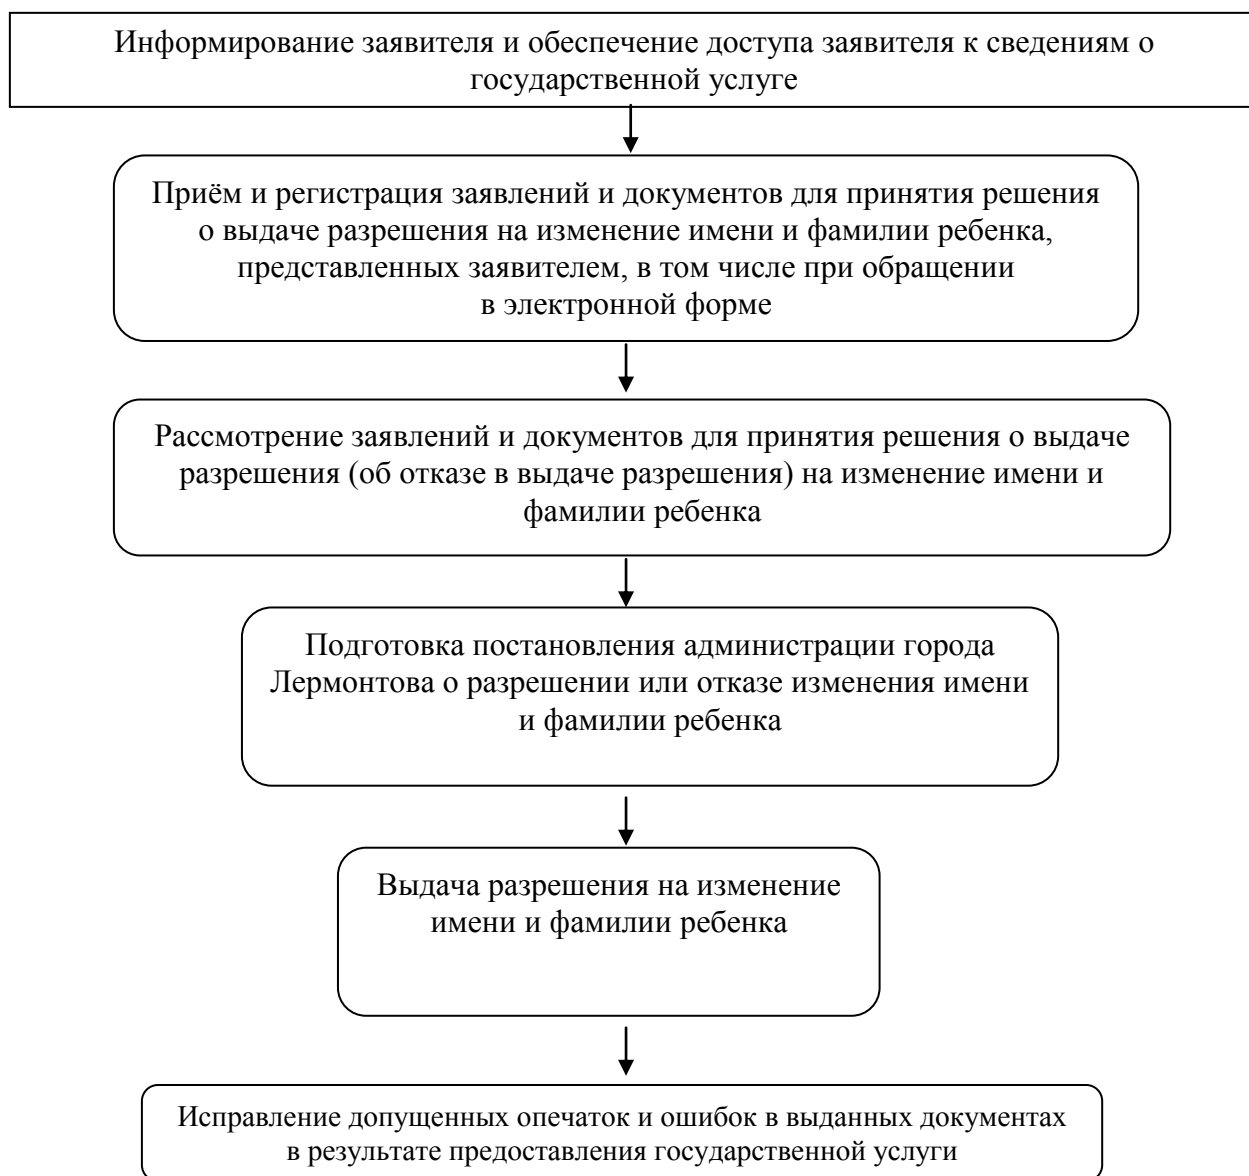 Информирование заявителя и обеспечение доступа заявителя к сведениям о
государственной услуге
Приём и регистрация заявлений и документов для принятия решения
о выдаче разрешения на изменение имени и фамилии ребенка,
представленных заявителем, в том числе при обращении
в электронной форме
Рассмотрение заявлений и документов для принятия решения о выдаче
разрешения (об отказе в выдаче разрешения) на изменение имени и
фамилии ребенка
Подготовка постановления администрации города
Лермонтова о разрешении или отказе изменения имени
и фамилии ребенка
Выдача разрешения на изменение
имени и фамилии ребенка
Исправление допущенных опечаток и ошибок в выданных документах
в результате предоставления государственной услуги